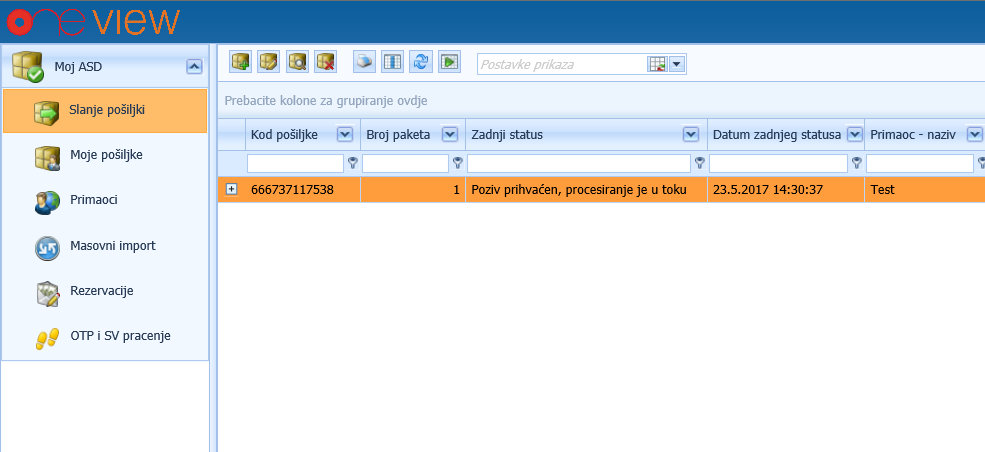 One VIEW
Moj ASD
Slanje pošiljki
Moje pošiljke
Primaoci
Masovni import
Rezervacije
OTP i SV pracenje
Postavke prikaza
Prebacite kolone za grupiranje ovdje
Kod pošiljke Broj paketa Zadnji status Datum zadnjeg statusa Primaoc - naziv
666737117538 1 Poziv prihvaćen, procesiranje je u toku 23.5.2017 14:30:37 Test